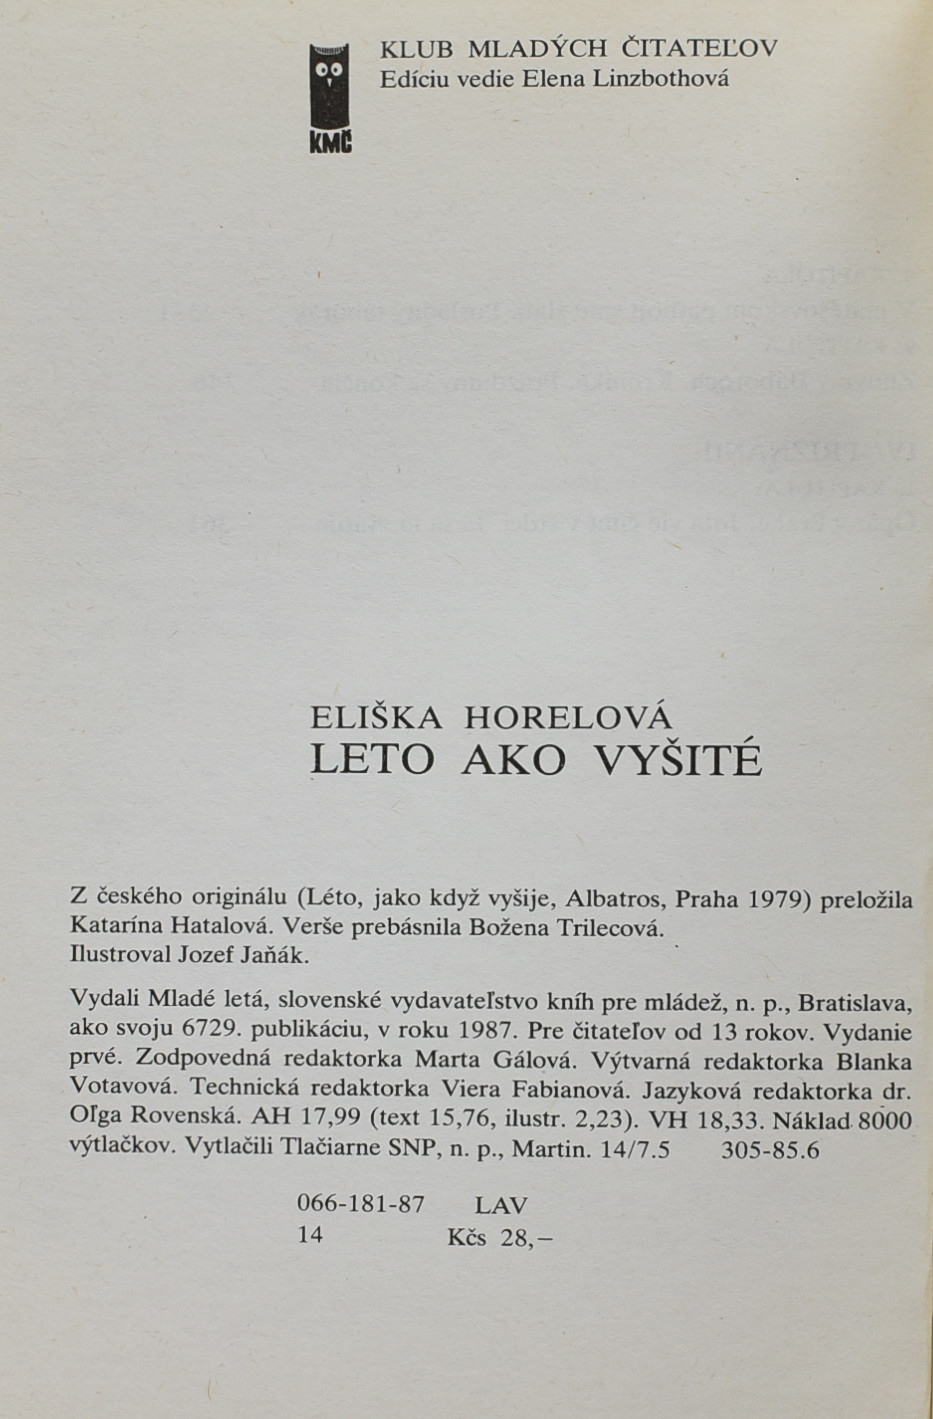 KLUB MLADÝCH ČITATEĽOV
Edíciu vedie Elena Linzbothová
KMČ
ELIŠKA HORELOVÁ
LETO AKO VYŠITÉ
Z českého originálu (Léto, jako když vyšije, Albatros, Praha 1979) preložila
Katarína Hatalová. Verše prebásnila Božena Trilecová.
Ilustroval Jozef Jaňák.
Vydali Mladé letá, slovenské vydavateľstvo kníh pre mládež, n. p., Bratislava,
ako svoju 6729. publikáciu, v roku 1987. Pre čitateľov od 13 rokov. Vydanie
prvé. Zodpovedná redaktorka Marta Gálová. Výtvarná redaktorka Blanka
Votavová. Technická redaktorka Viera Fabianová. Jazyková redaktorka dr.
Oľga Rovenská. AH 17,99 (text 15,76, ilustr. 2,23). VH 18,33. Náklad 8000
výtlačkov. Vytlačili Tlačiarne SNP, n. p., Martin. 14/7.5 305-85.6
066-181-87 LAV
14 Kčs 28,–